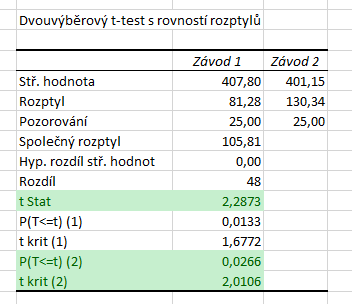 Dvouvýběrový t-test s rovností rozptylů
Závod 1 Závod 2
Stř. hodnota 407,80 401,15
Rozptyl 81,28 130,34
Pozorování 25,00 25,00
Společný rozptyl 105,81
Hyp. rozdíl stř. hodnot 0,00
Rozdíl 48
t Stat 2,2873
P(T<=t) (1) 0,0133
t krit (1) 1,6772
P(T<=t) (2) 0,0266
t krit (2) 2,0106